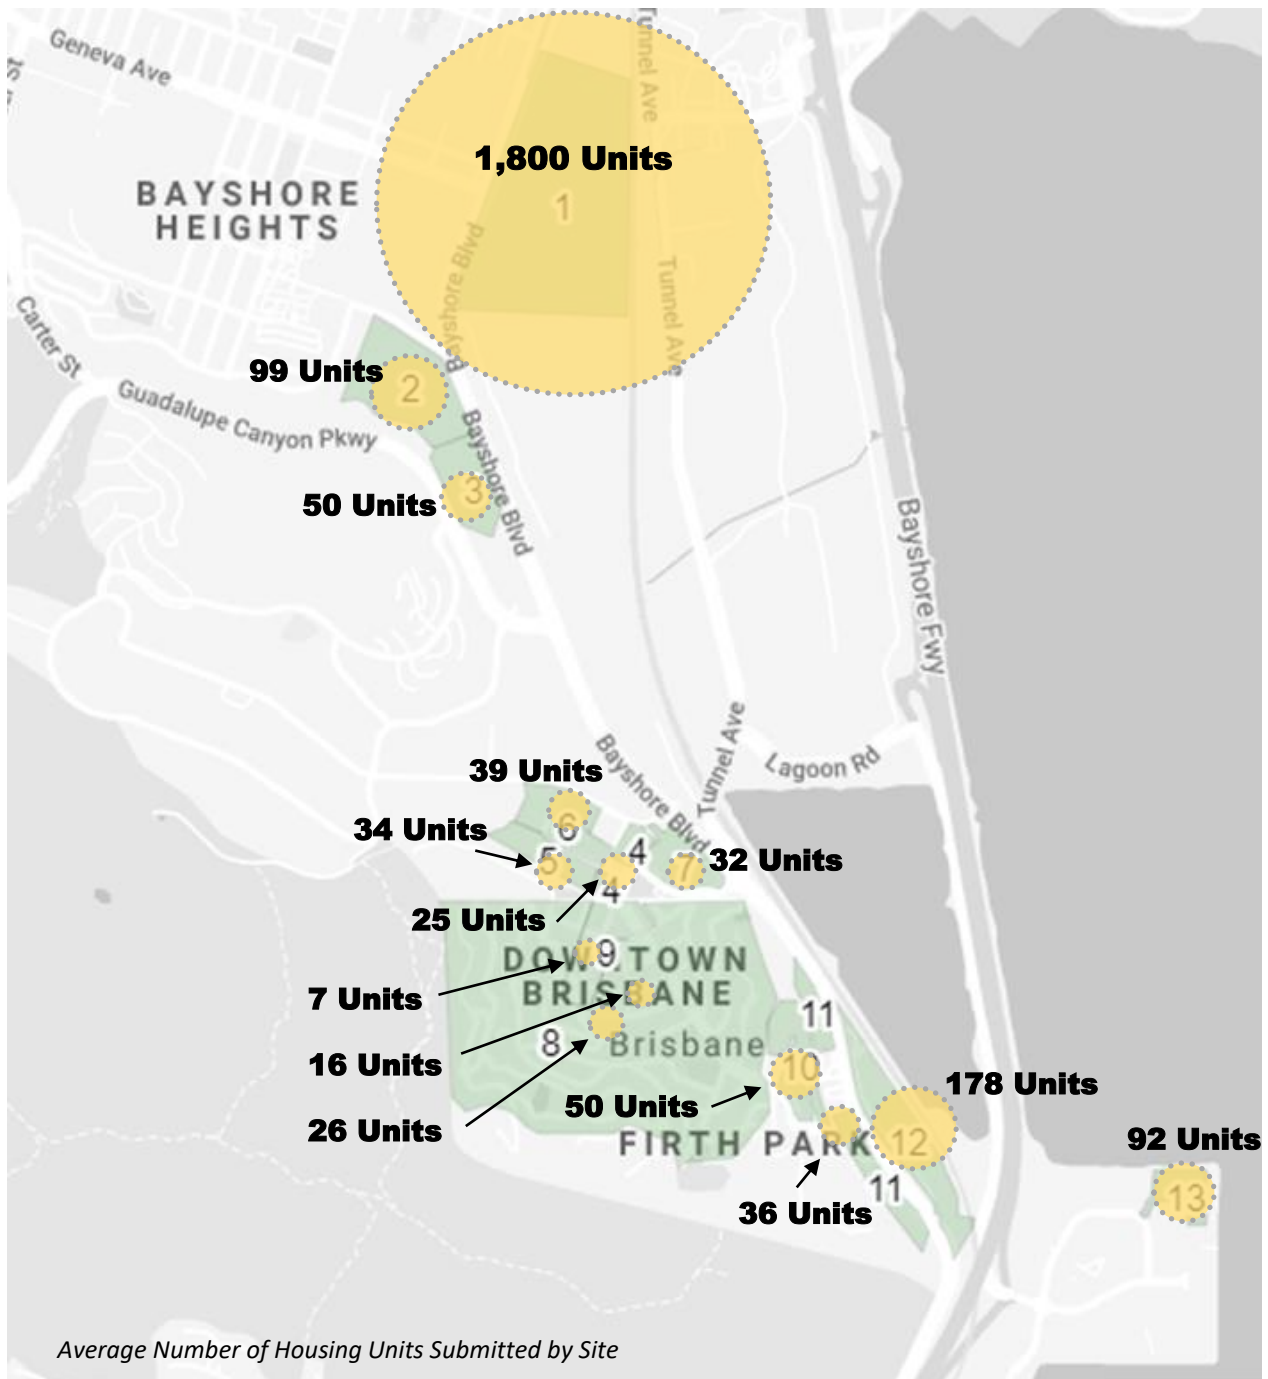 Geneva Ave
Tunnel Ave
1,800 Units
1
BAYSHORE
HEIGHTS
Bayshore Blvd
Tunnel Ave
Carter St
99 Units
2
Guadalupe Canyon Pkwy
Bayshore Blvd
3
50 Units
Bayshore Fwy
Tunnel Ave
Lagoon Rd
Bayshore Blvd
39 Units
6
34 Units
5
4
7
32 Units
4
25 Units
9
DOWNTOWN
BRISBANE
7 Units
11
8
Brisbane
16 Units
10
50 Units
178 Units
26 Units
FIRTH PARK
12
92 Units
11
13
36 Units
Average Number of Housing Units Submitted by Site